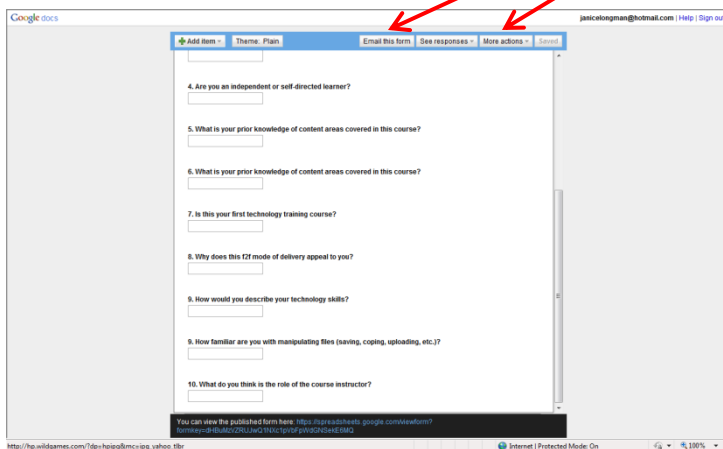 Google docs
janicelongman@hotmail.com | Help | Sign ou
Add item Theme: Plain Email this form See responses More actions Saved
4. Are you an independent or self-directed learner?
5. What is your prior knowledge of content areas covered in this course?
6. What is your prior knowledge of content areas covered in this course?
7. Is this your first technology training course?
8. Why does this f2f mode of delivery appeal to you?
9. How would you describe your technology skills?
9. How familiar are you with manipulating files (saving, coping, uploading, etc.)?
10. What do you think is the role of the course instructor?
You can view the published form here: https://spreadsheets.google.com/viewform?
Internet | Protected Mode: On 100%